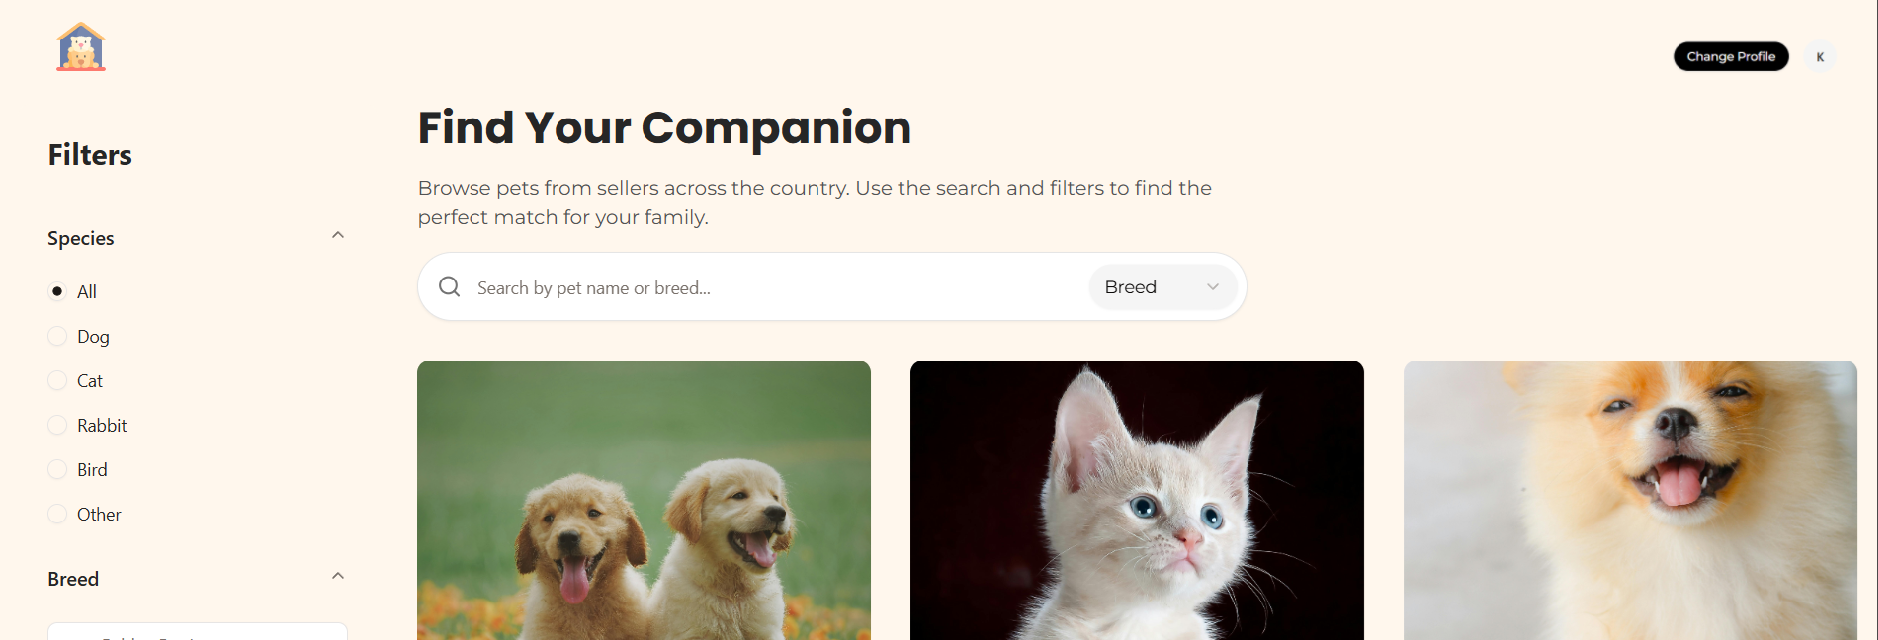 Change Profile
K
Find Your Companion
Browse pets from sellers across the country. Use the search and filters to find the
perfect match for your family.
Search by pet name or breed...
Breed
Filters
Species
All
Dog
Cat
Rabbit
Bird
Other
Breed